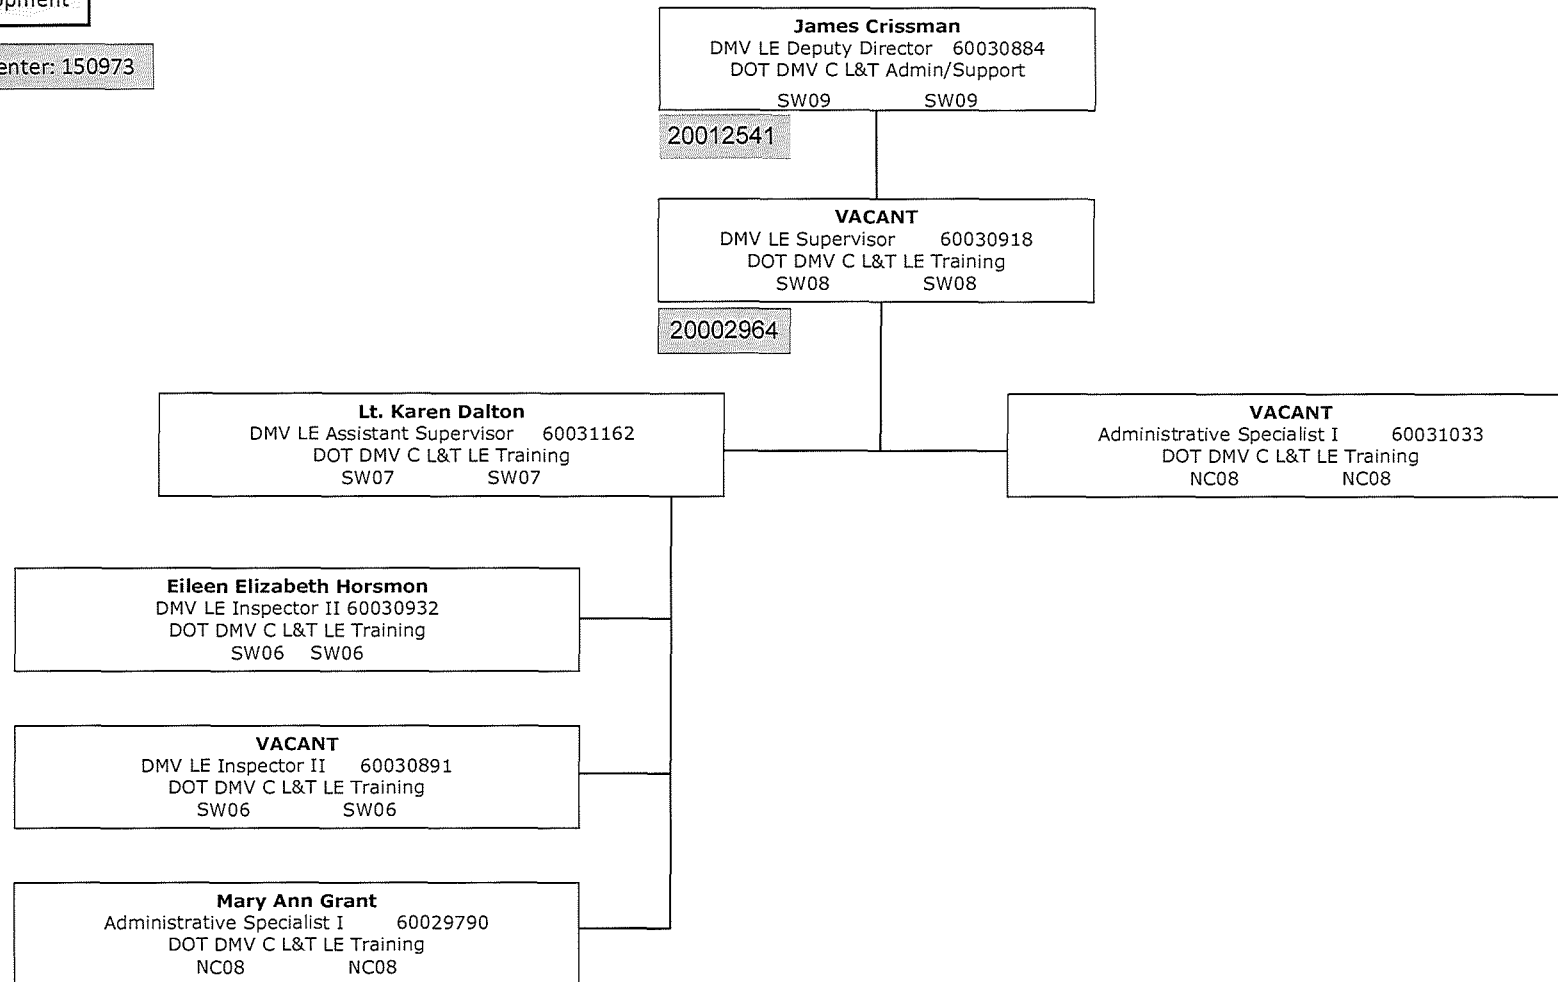 enter: 150973
James Crissman
DMV LE Deputy Director 60030884
DOT DMV C L&T Admin/Support
SW09 SW09
20012541
VACANT
DMV LE Supervisor 60030918
DOT DMV C L&T LE Training
SW08 SW08
20002964
Lt. Karen Dalton
DMV LE Assistant Supervisor 60031162
DOT DMV C L&T LE Training
SW07 SW07
VACANT
Administrative Specialist I 60031033
DOT DMV C L&T LE Training
NC08 NC08
Eileen Elizabeth Horsmon
DMV LE Inspector II 60030932
DOT DMV C L&T LE Training
SW06 SW06
VACANT
DMV LE Inspector II 60030891
DOT DMV C L&T LE Training
SW06 SW06
Mary Ann Grant
Administrative Specialist I 60029790
DOT DMV C L&T LE Training
NC08 NC08